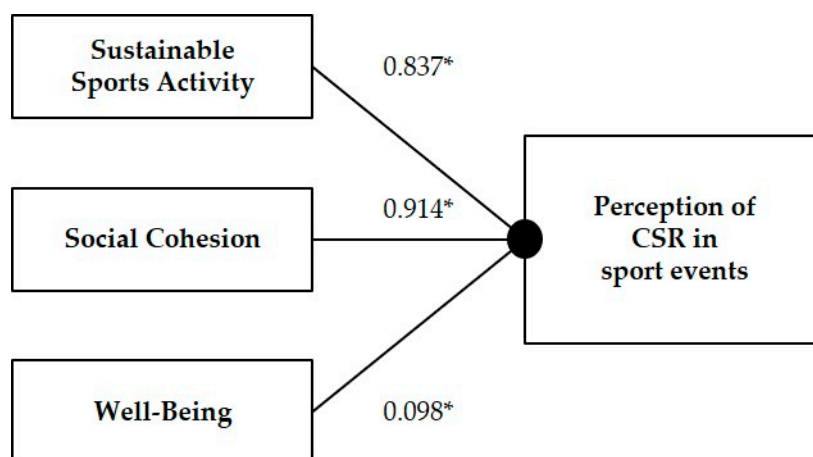 Sustainable
Sports Activity
0.837*
Social Cohesion
0.914*
Perception of
CSR in
sport events
Well-Being
0.098*